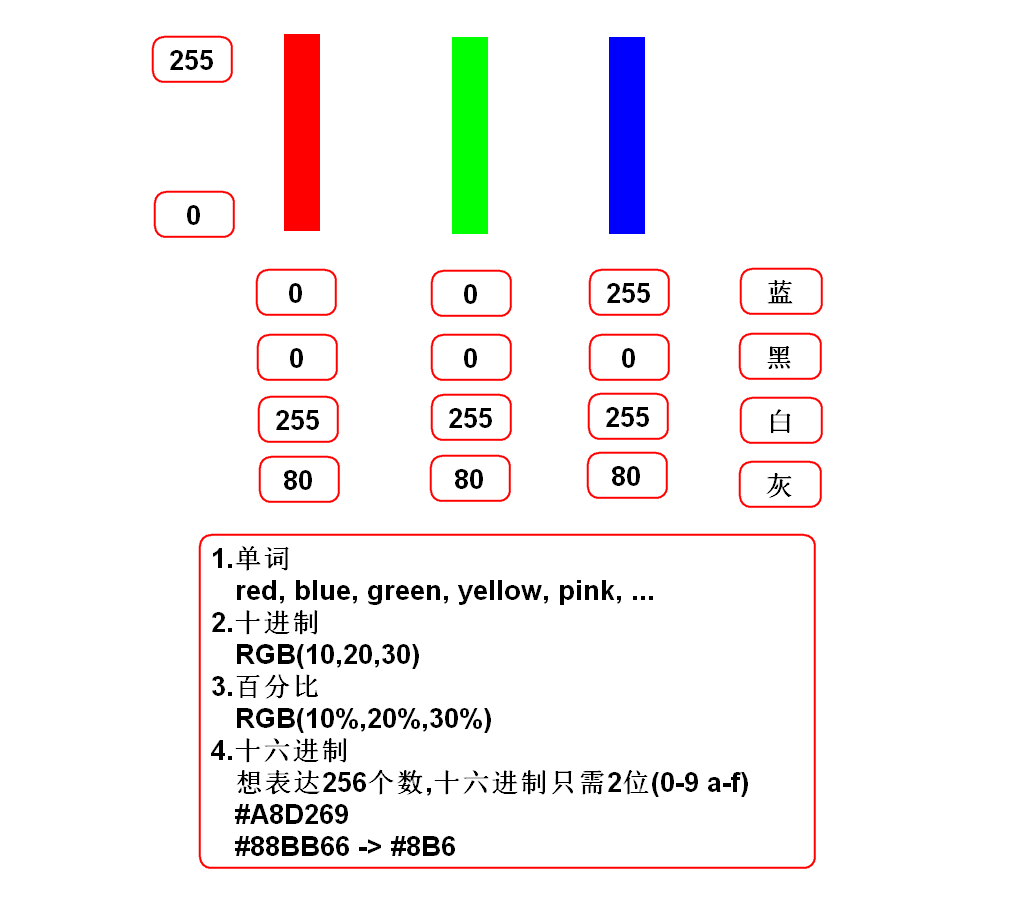 255
0
0 0 255 蓝
0 0 0 黑
255 255 255 白
80 80 80 灰
1.单词
red, blue, green, yellow, pink, ...
2.十进制
RGB(10,20,30)
3.百分比
RGB(10%,20%,30%)
4.十六进制
想表达256个数,十六进制只需2位(0-9 a-f)
#A8D269
#88BB66 -> #8B6